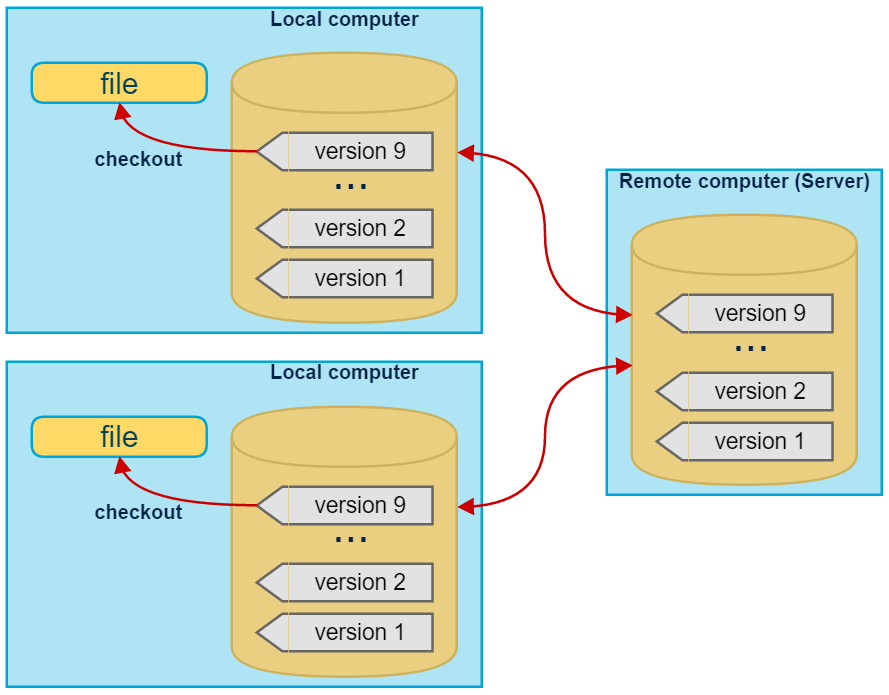 Local computer
file
checkout
version 9
...
version 2
version 1
Remote computer (Server)
version 9
...
version 2
version 1
Local computer
file
checkout
version 9
...
version 2
version 1